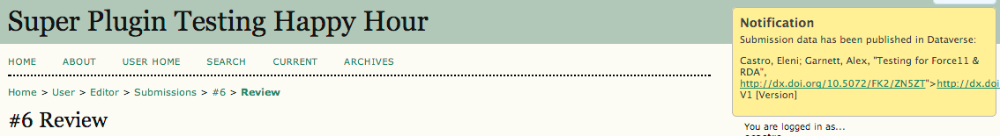 Super Plugin Testing Happy Hour
HOME ABOUT USER HOME SEARCH CURRENT ARCHIVES
Home > User > Editor > Submissions > #6 > Review
#6 Review
Notification
Submission data has been published in Dataverse:
Castro, Eleni; Garnett, Alex, "Testing for Force11 &
RDA",
http://dx.doi.org/10.5072/FK2/ZN5ZT">http://dx.doi
V1 [Version]
You are logged in as...